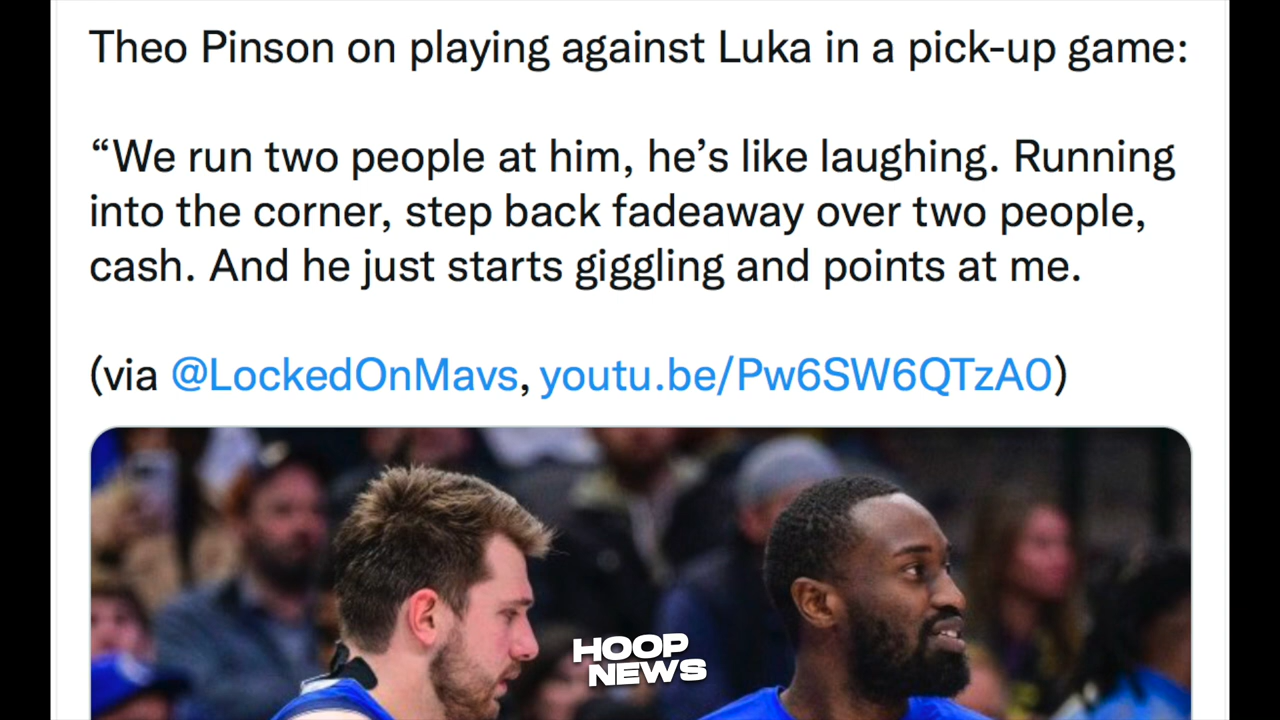 Theo Pinson on playing against Luka in a pick-up game:
“We run two people at him, he’s like laughing. Running
into the corner, step back fadeaway over two people,
cash. And he just starts giggling and points at me.
(via @LockedOnMavs, youtu.be/Pw6SW6QTzA0)
HOOP
NEWS